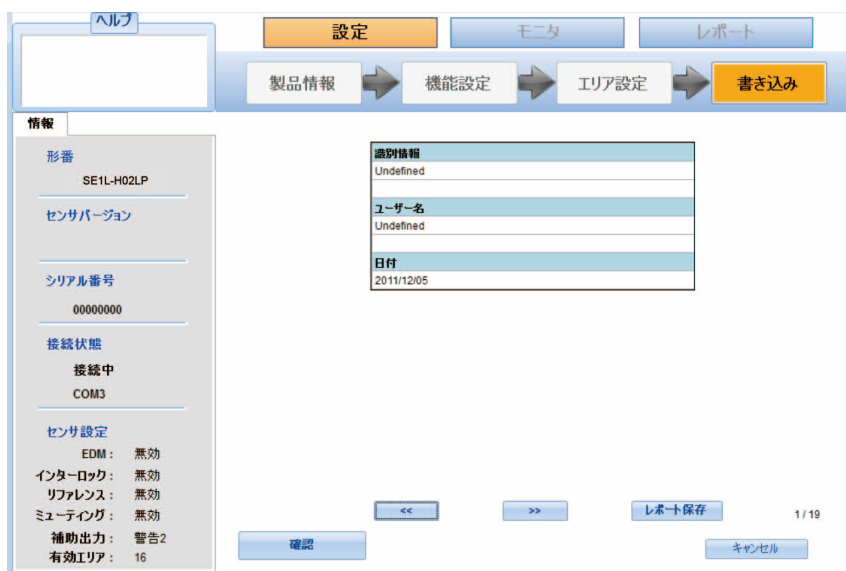 ヘルプ
設定
モニタ
レポート
製品情報
機能設定
エリア設定
書き込み
情報
形番
SE1L-H02LP
センサバージョン
シリアル番号
00000000
接続状態
接続中
COM3
センサ設定
EDM : 無効
インターロック : 無効
リファレンス : 無効
ミューティング : 無効
補助出力 : 警告2
有効エリア : 16
識別情報
Undefined
ユーザー名
Undefined
日付
2011/12/05
<<
>>
レポート保存
1 / 19
確認
キャンセル